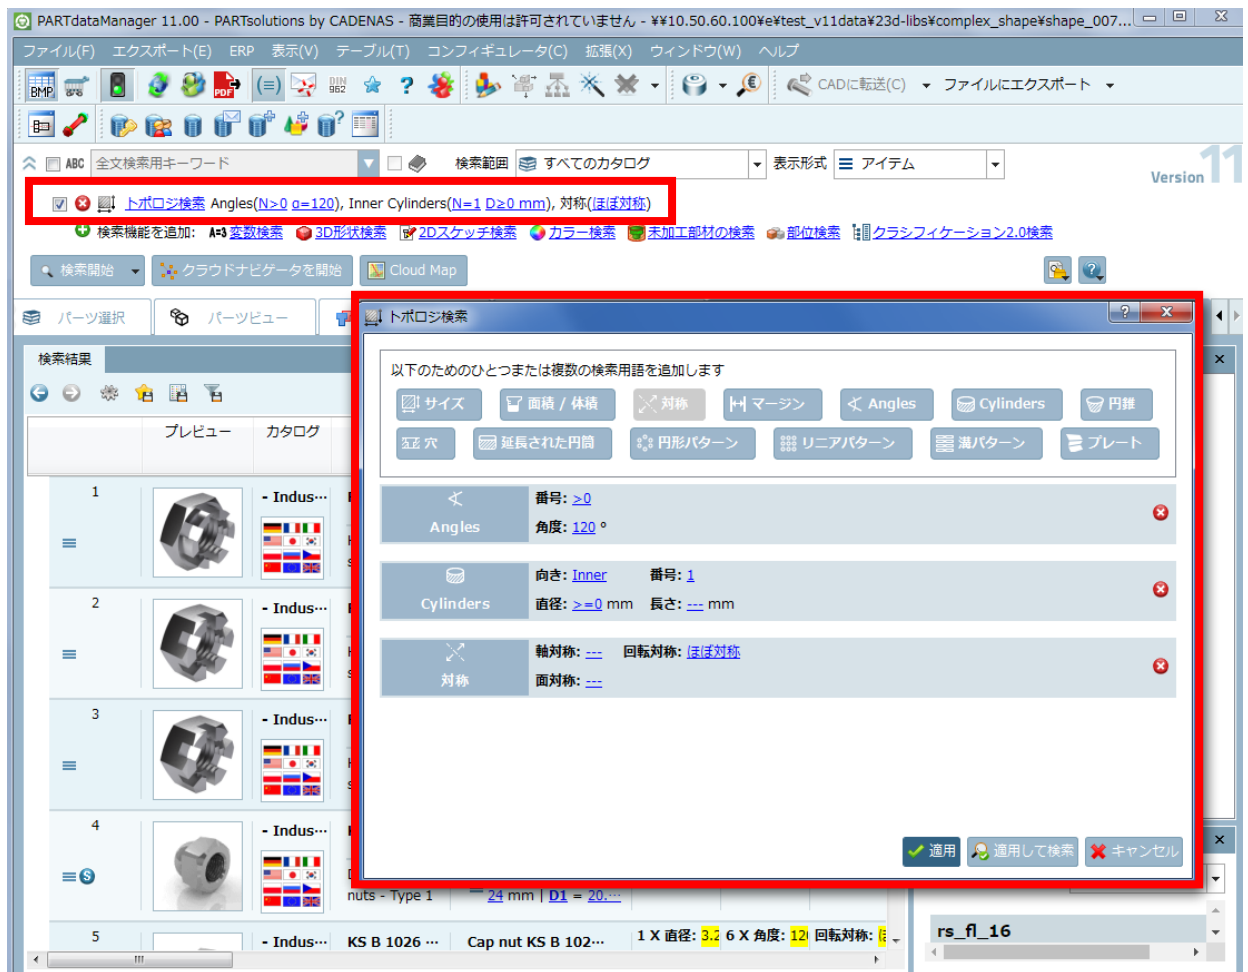 PARTdataManager 11.00 - PARTsolutions by CADENAS - 商業目的の使用は許可されていません - ¥¥10.50.60.100¥e¥test_v11data¥23d-libs¥complex_shape¥shape_007...
ファイル(F) エクスポート(E) ERP 表示(V) テーブル(T) コンフィギュレータ(C) 拡張(X) ウィンドウ(W) ヘルプ
BMP PDF (=) DIN 982 ? CADに転送(C) ファイルにエクスポート
ABC 全文検索用キーワード 検索範囲 すべてのカタログ 表示形式 アイテム
Version 11
トポロジ検索 Angles(N>0 α=120), Inner Cylinders(N=1 D≥0 mm), 対称(ほぼ対称)
検索機能を追加: A=3 変数検索 3D形状検索 2Dスケッチ検索 カラー検索 未加工部材の検索 部位検索 クラシフィケーション2.0検索
検索開始 クラウドナビゲータを開始 Cloud Map
パーツ選択 パーツビュー
トポロジ検索
検索結果
以下のためのひとつまたは複数の検索用語を追加します
サイズ 面積 / 体積 対称 マージン Angles Cylinders 円錐
穴 延長された円筒 円形パターン リニアパターン 溝パターン プレート
プレビュー カタログ
Angles
番号: >0
角度: 120 °
Cylinders
向き: Inner 番号: 1
直径: >=0 mm 長さ: --- mm
対称
軸対称: --- 回転対称: ほぼ対称
面対称: ---
適用 適用して検索 キャンセル
1 - Indus...
2 - Indus...
3 - Indus...
4 - Indus...
S
nuts - Type 1 24 mm | D1 = 20....
5 - Indus... KS B 1026 ... Cap nut KS B 102... 1 X 直径: 3.2 6 X 角度: 12 回転対称:
rs_fl_16